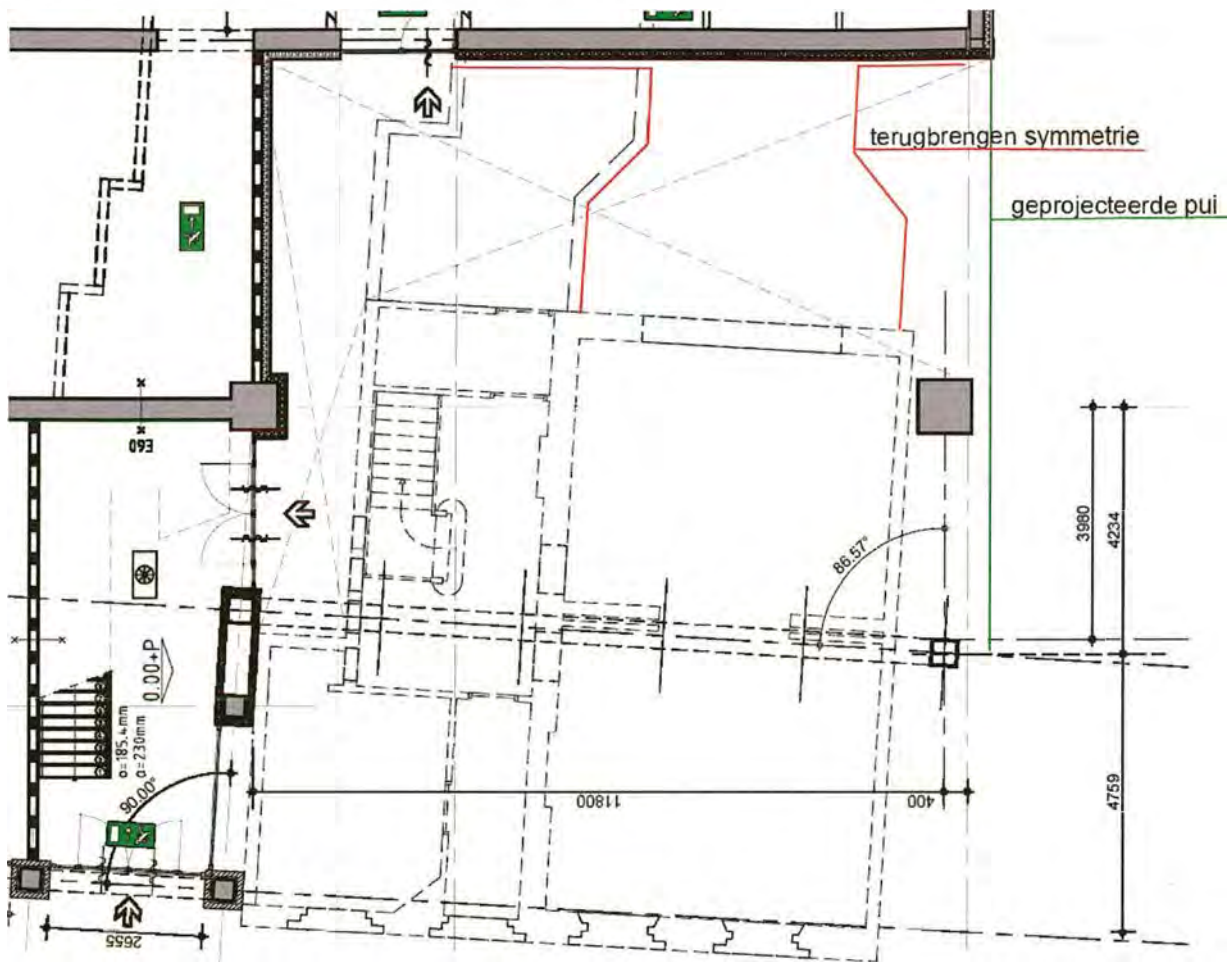 terugbrengen symmetrie
geprojecteerde pui
E60
3980
4234
86.57°
0.00+P
o=185.4mm
a=230mm
90.00°
11800
400
4759
2655